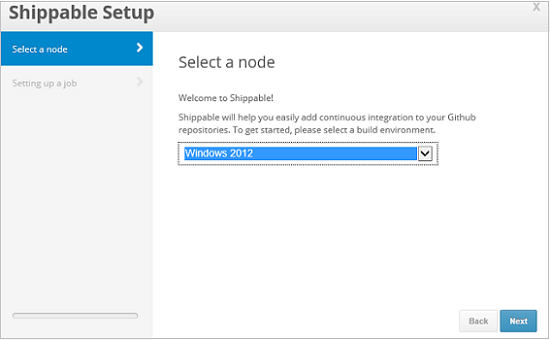 Shippable Setup
X
Select a node
Setting up a job
Select a node
Welcome to Shippable!
Shippable will help you easily add continuous integration to your Github
repositories. To get started, please select a build environment.
Windows 2012
Back
Next